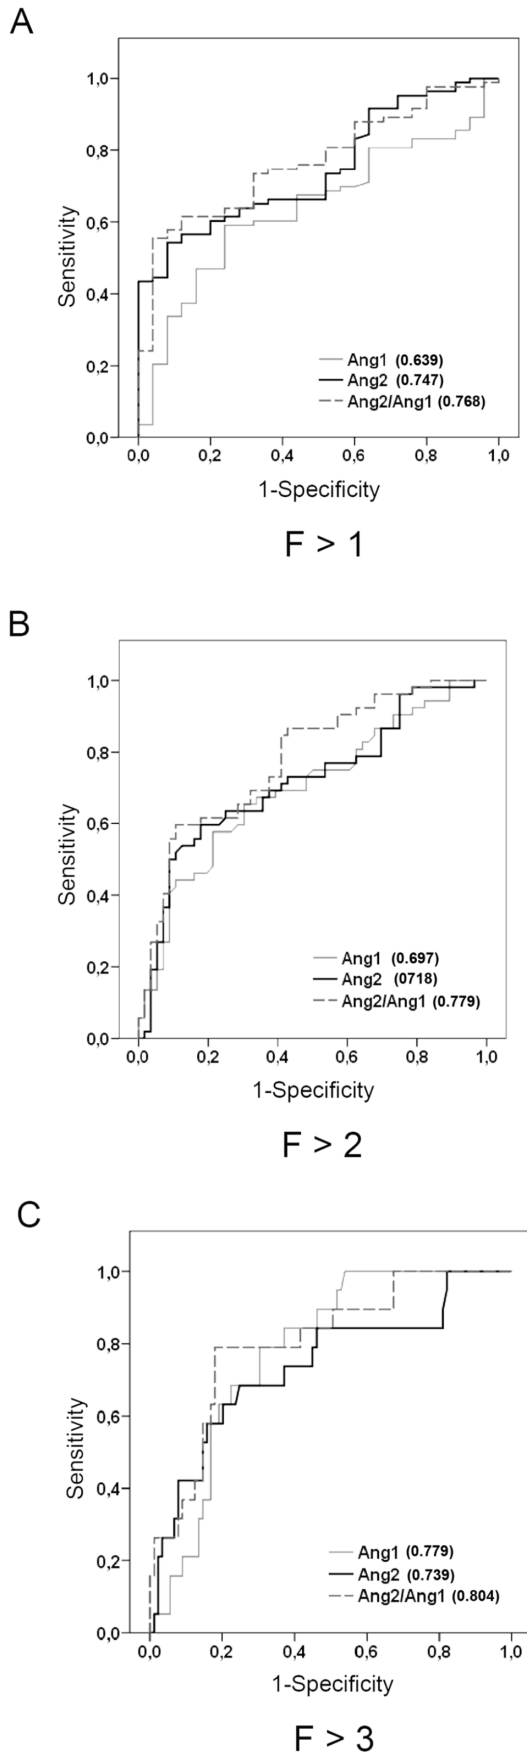 A
Sensitivity
1,0
0,8
0,6
0,4
0,2
0,0
Ang1 (0.639)
Ang2 (0.747)
Ang2/Ang1 (0.768)
0,0 0,2 0,4 0,6 0,8 1,0
1-Specificity
F > 1
B
Sensitivity
1,0
0,8
0,6
0,4
0,2
0,0
Ang1 (0.697)
Ang2 (0718)
Ang2/Ang1 (0.779)
0,0 0,2 0,4 0,6 0,8 1,0
1-Specificity
F > 2
C
Sensitivity
1,0
0,8
0,6
0,4
0,2
0,0
Ang1 (0.779)
Ang2 (0.739)
Ang2/Ang1 (0.804)
0,0 0,2 0,4 0,6 0,8 1,0
1-Specificity
F > 3